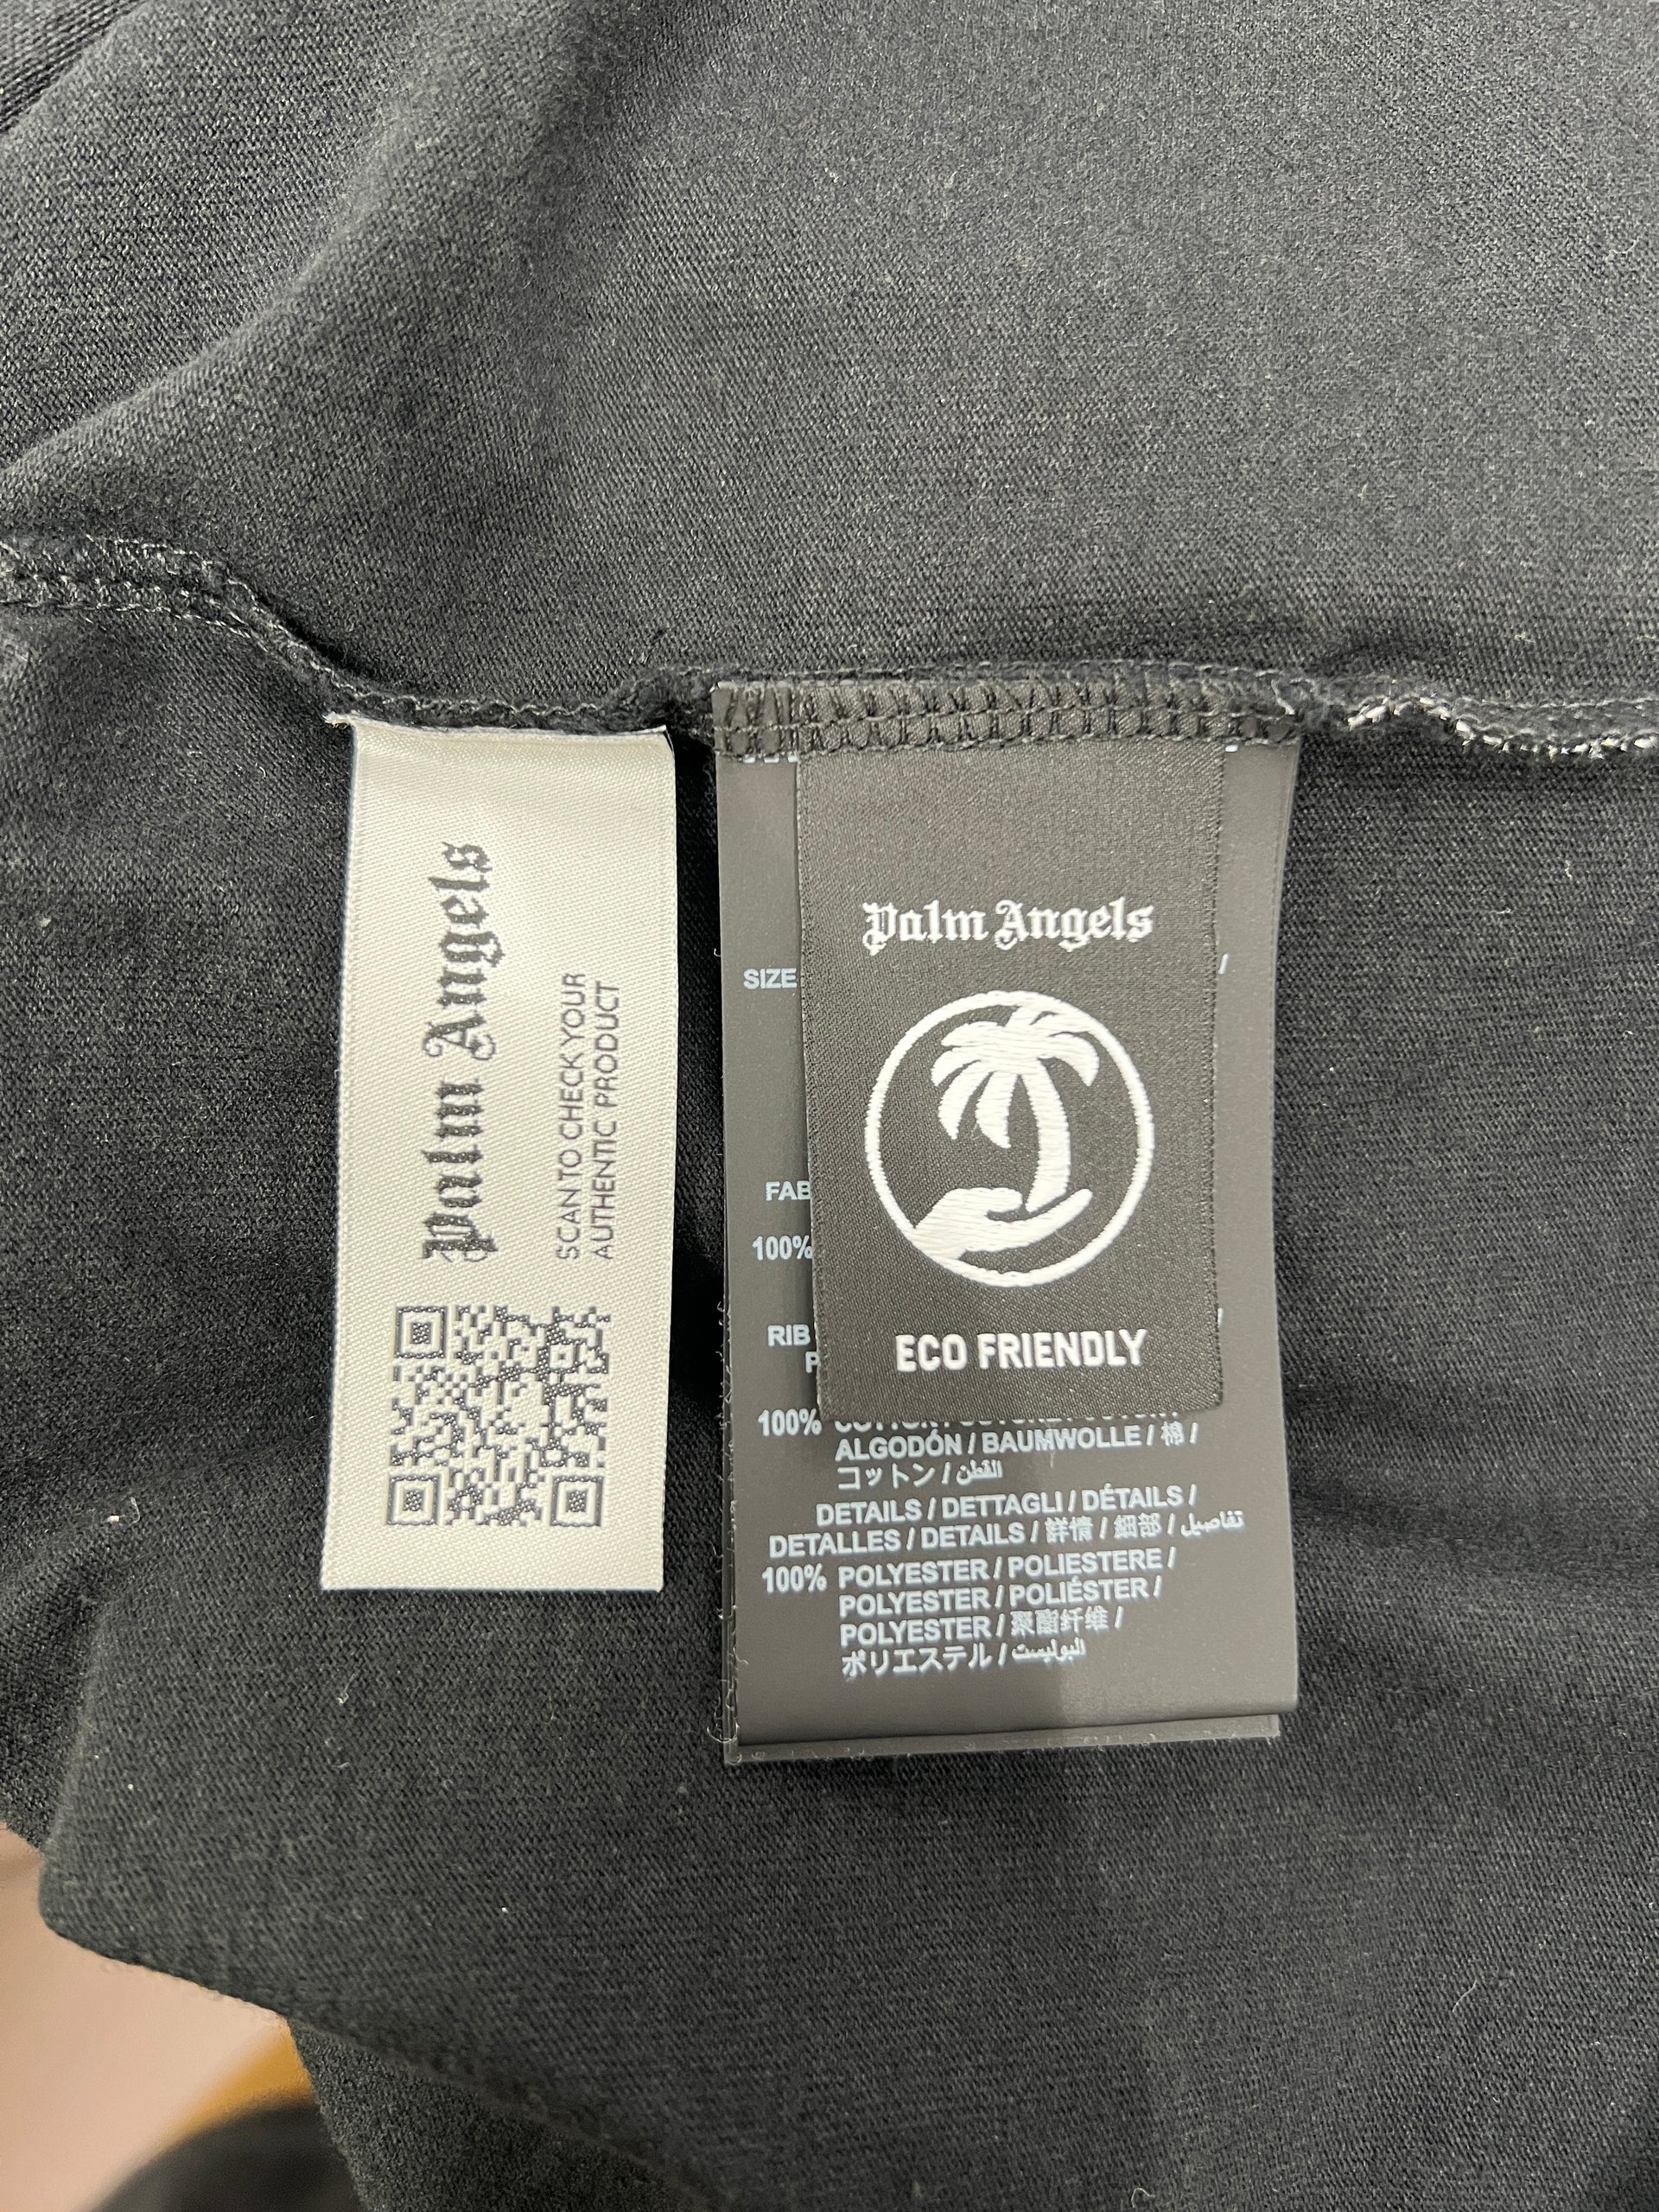 Palm Angels
SCAN TO CHECK YOUR
AUTHENTIC PRODUCT
Palm Angels
ECO FRIENDLY
SIZE /
100%
RIB /
100%
ALGODÓN / BAUMWOLLE / 棉 /
コットン / القطن
DETAILS / DETTAGLI / DÉTAILS /
DETALLES / DETAILS / 詳情 / 細部 / تفاصيل
100% POLYESTER / POLIESTERE /
POLYESTER / POLIÉSTER /
POLYESTER / 聚酯纤维 /
ポリエステル / البوليست